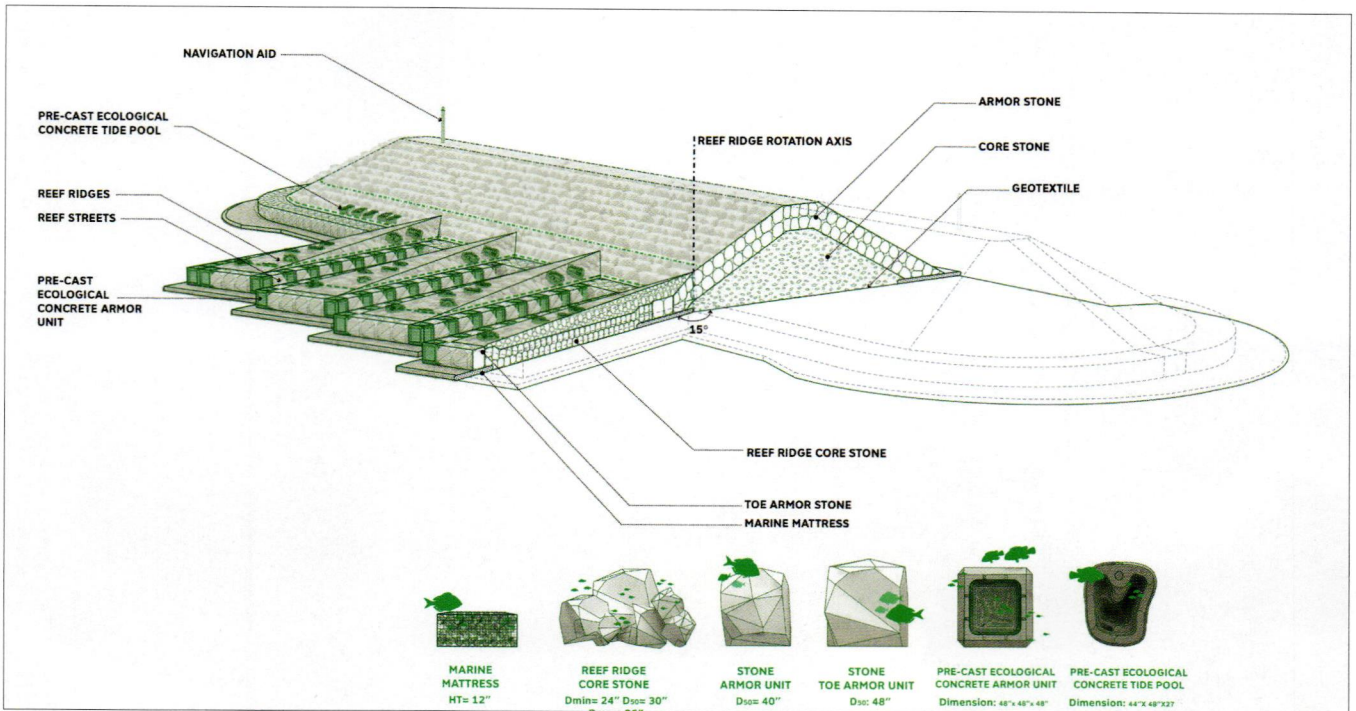 NAVIGATION AID
PRE-CAST ECOLOGICAL
CONCRETE TIDE POOL
REEF RIDGES
REEF STREETS
PRE-CAST
ECOLOGICAL
CONCRETE ARMOR
UNIT
REEF RIDGE ROTATION AXIS
ARMOR STONE
CORE STONE
GEOTEXTILE
15°
REEF RIDGE CORE STONE
TOE ARMOR STONE
MARINE MATTRESS
MARINE
MATTRESS
HT= 12"
REEF RIDGE
CORE STONE
Dmin= 24" D50= 30"
STONE
ARMOR UNIT
D50= 40"
STONE
TOE ARMOR UNIT
D50: 48"
PRE-CAST ECOLOGICAL
CONCRETE ARMOR UNIT
Dimension: 48"x 48"x 48"
PRE-CAST ECOLOGICAL
CONCRETE TIDE POOL
Dimension: 44"X 48"X27